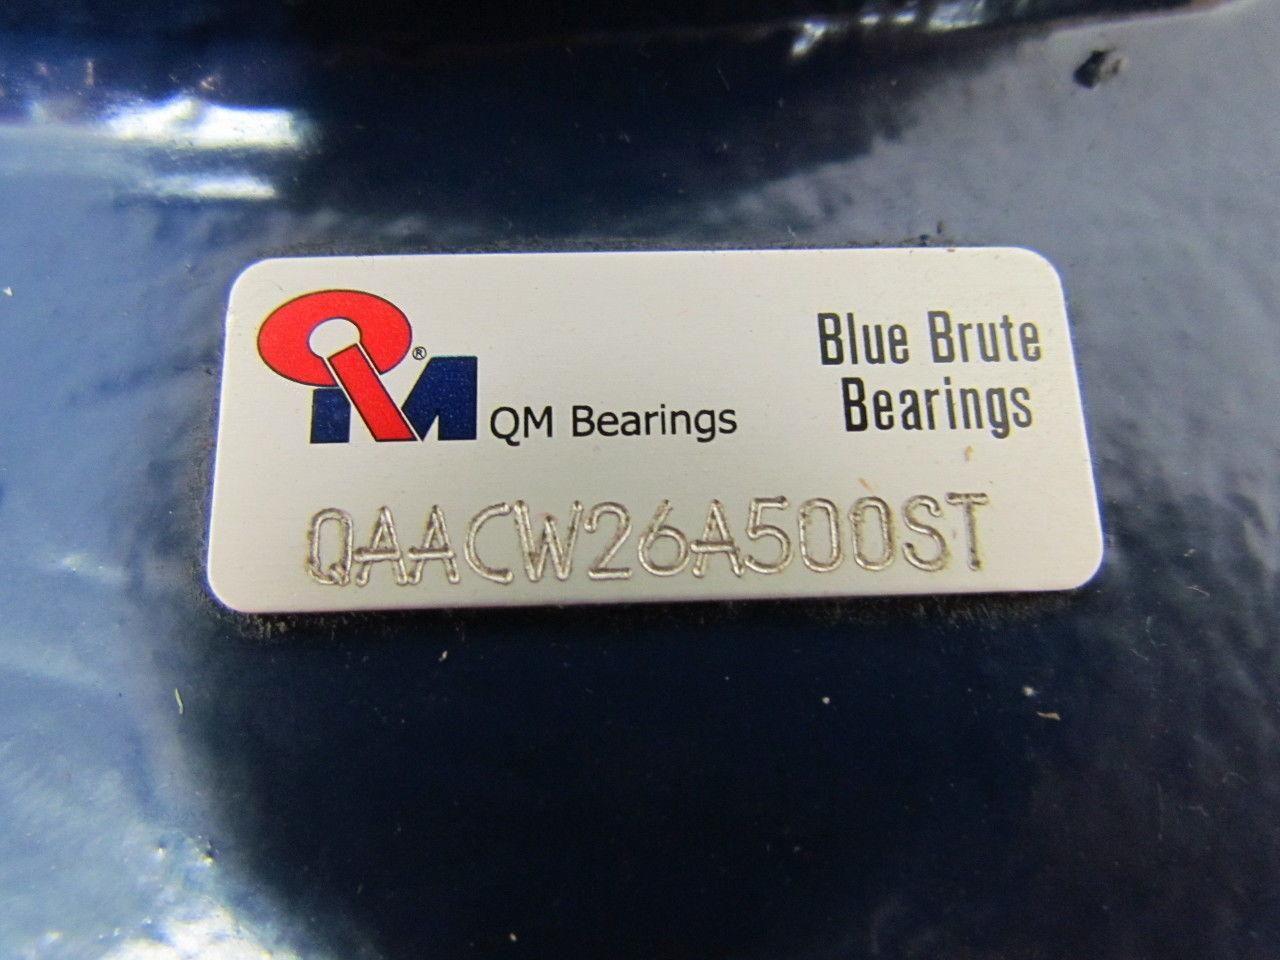 QM® QM Bearings
Blue Brute
Bearings
QAACW26A500ST